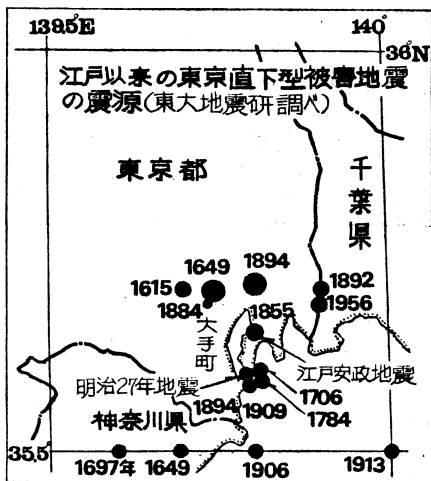 139.5°E
140°
36°N
江戸以来の東京直下型被害地震
の震源(東大地震研調べ)
東京都
千葉県
1649
1894
1615
1884
1892
1956
大手町
1855
江戸安政地震
明治27年地震
1894
1706
1784
1909
神奈川県
35.5°
1697年
1649
1906
1913